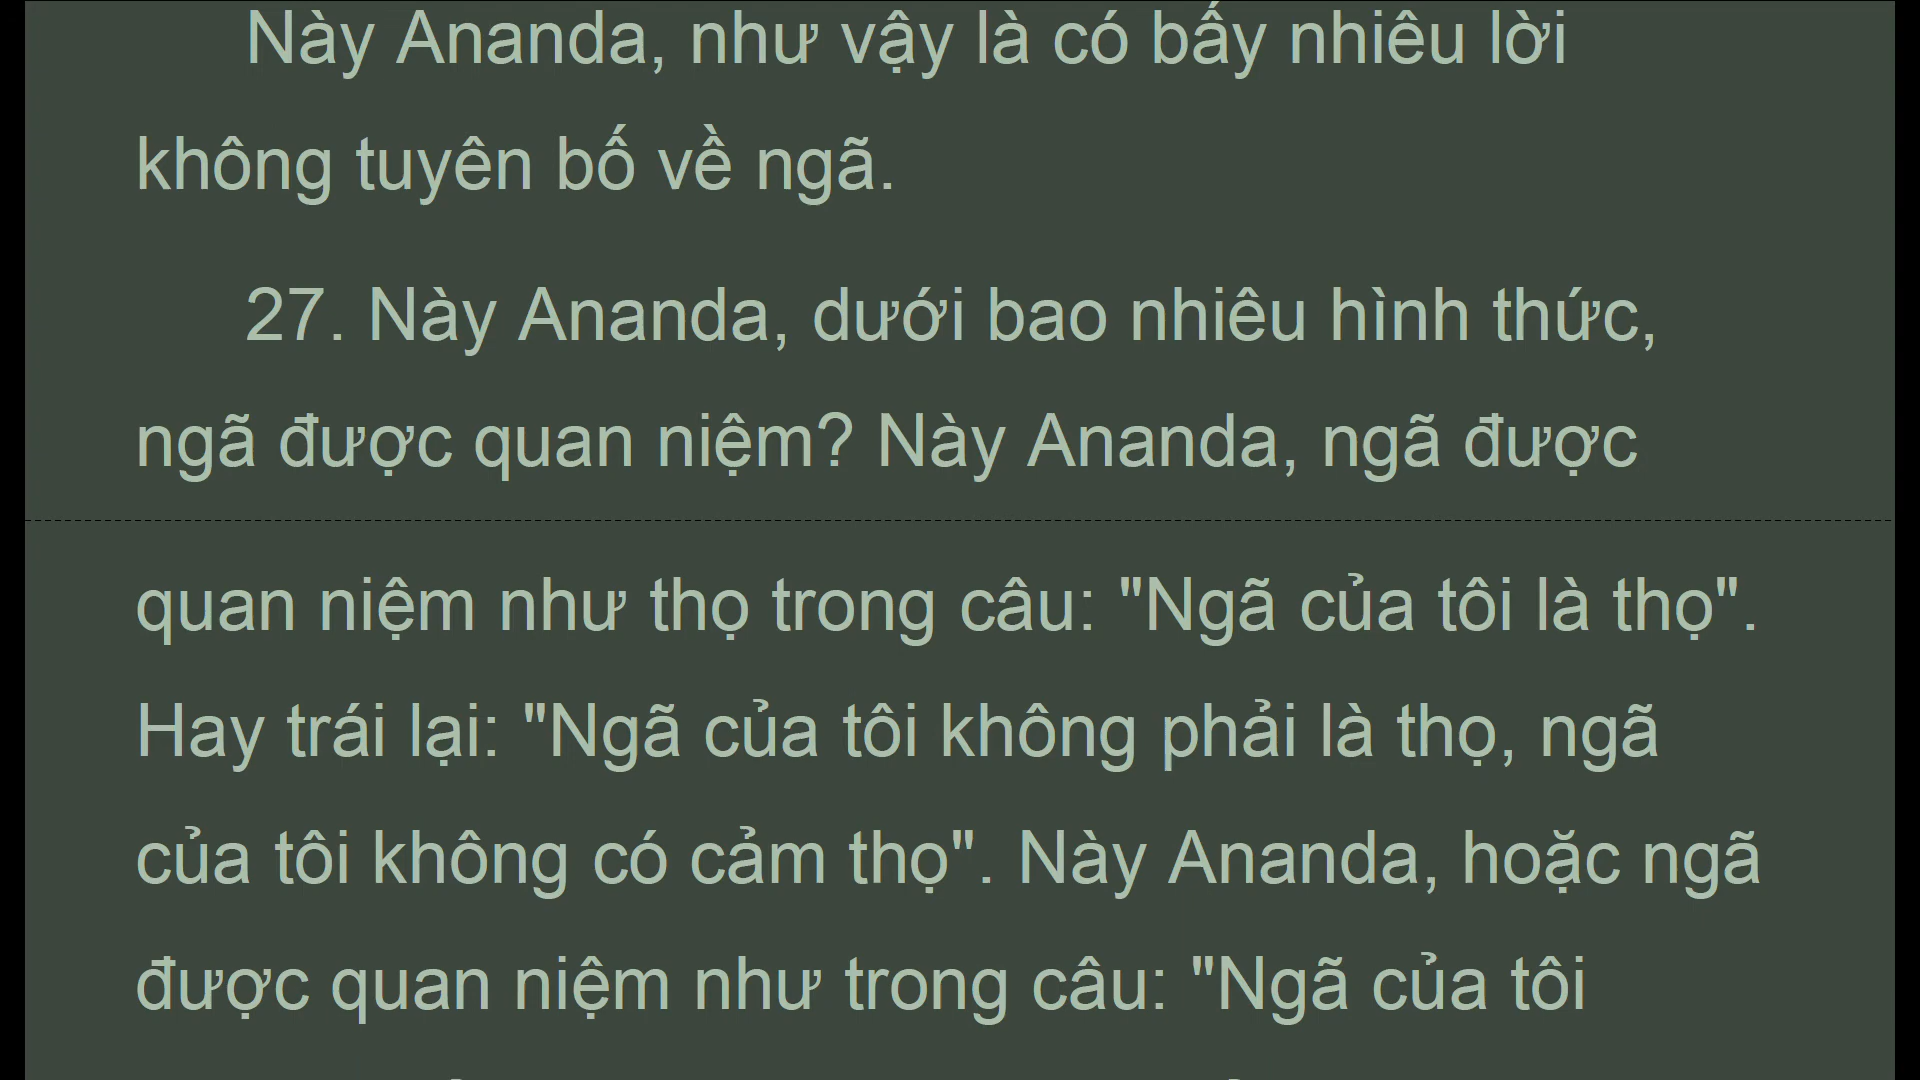 Này Ananda, như vậy là có bấy nhiêu lời
không tuyên bố về ngã.
27. Này Ananda, dưới bao nhiêu hình thức,
ngã được quan niệm? Này Ananda, ngã được
quan niệm như thọ trong câu: "Ngã của tôi là thọ".
Hay trái lại: "Ngã của tôi không phải là thọ, ngã
của tôi không có cảm thọ". Này Ananda, hoặc ngã
được quan niệm như trong câu: "Ngã của tôi